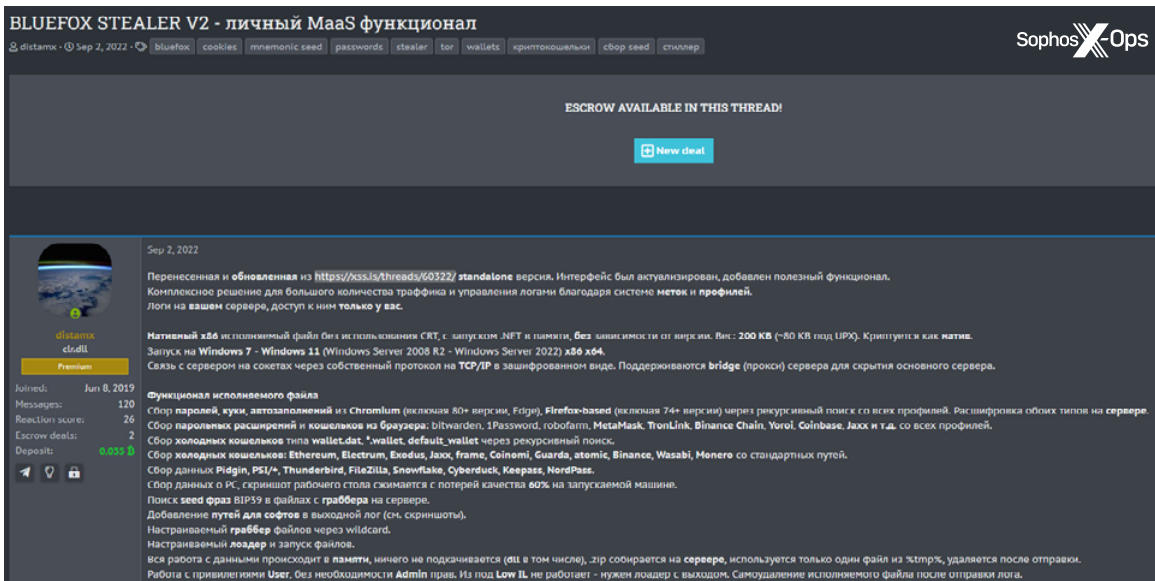 BLUEFOX STEALER V2 - личный MaaS функционал
distamx · Sep 2, 2022 · bluefox cookies mnemonic seed passwords stealer tor wallets криптокошельки сбор seed стиллер
Sophos X-Ops
ESCROW AVAILABLE IN THIS THREAD!
New deal
Sep 2, 2022
distamx
clr.dll
Premium
Joined: Jun 8, 2019
Messages: 120
Reaction score: 26
Escrow deals: 2
Deposit: 0.035 ₿
Перенесенная и обновленная из https://xss.is/threads/60322/ standalone версия. Интерфейс был актуализирован, добавлен полезный функционал.
Комплексное решение для большого количества траффика и управления логами благодаря системе меток и профилей.
Логи на вашем сервере, доступ к ним только у вас.
Нативный x86 исполняемый файл без использования CRT, с запуском .NET в памяти, без зависимости от версии. Вес: 200 KB (~80 KB под UPX). Криптуется как натив.
Запуск на Windows 7 - Windows 11 (Windows Server 2008 R2 - Windows Server 2022) x86 x64.
Связь с сервером на сокетах через собственный протокол на TCP/IP в зашифрованном виде. Поддерживаются bridge (прокси) сервера для скрытия основного сервера.
Функционал исполняемого файла
Сбор паролей, куки, автозаполнений из Chromium (включая 80+ версии, Edge), Firefox-based (включая 74+ версии) через рекурсивный поиск со всех профилей. Расшифровка обоих типов на сервере.
Сбор парольных расширений и кошельков из браузера: bitwarden, 1Password, robofarm, MetaMask, TronLink, Binance Chain, Yoroi, Coinbase, Jaxx и т.д. со всех профилей.
Сбор холодных кошельков типа wallet.dat, *.wallet, default_wallet через рекурсивный поиск.
Сбор холодных кошельков: Ethereum, Electrum, Exodus, Jaxx, frame, Coinomi, Guarda, atomic, Binance, Wasabi, Monero со стандартных путей.
Сбор данных Pidgin, PSI/+, Thunderbird, FileZilla, Snowflake, Cyberduck, Keepass, NordPass.
Сбор данных о PC, скриншот рабочего стола сжимается с потерей качества 60% на запускаемой машине.
Поиск seed фраз BIP39 в файлах с граббера на сервере.
Добавление путей для софтов в выходной лог (см. скриншоты).
Настраиваемый граббер файлов через wildcard.
Настраиваемый лоадер и запуск файлов.
Вся работа с данными происходит в памяти, ничего не подкачивается (dll в том числе), .zip собирается на сервере, используется только один файл из %tmp%, удаляется после отправки.
Работа с привилегиями User, без необходимости Admin прав. Из под Low IL не работает - нужен лоадер с выходом. Самоудаление исполняемого файла после отправки лога.